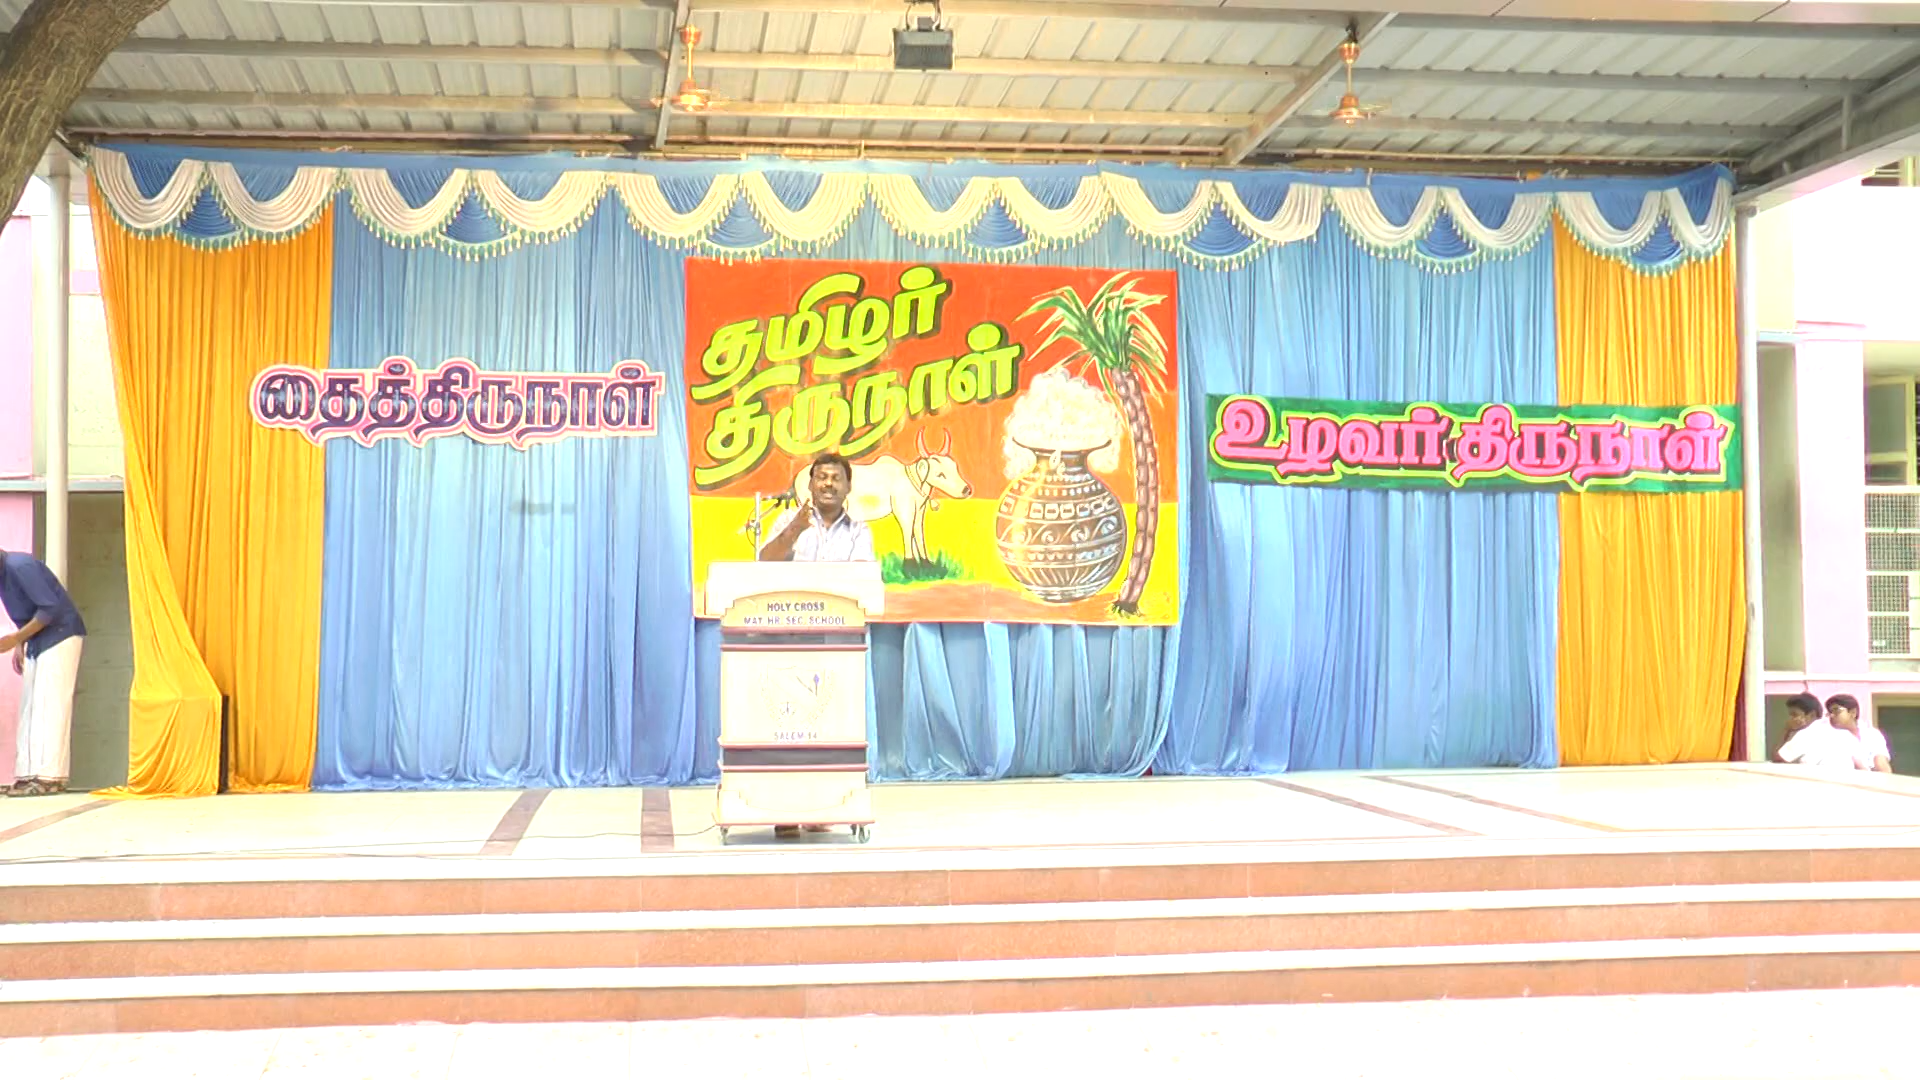 தைத்திருநாள்
தமிழர்
திருநாள்
உழவர் திருநாள்
HOLY CROSS
MAT. HR. SEC. SCHOOL
SALEM 14